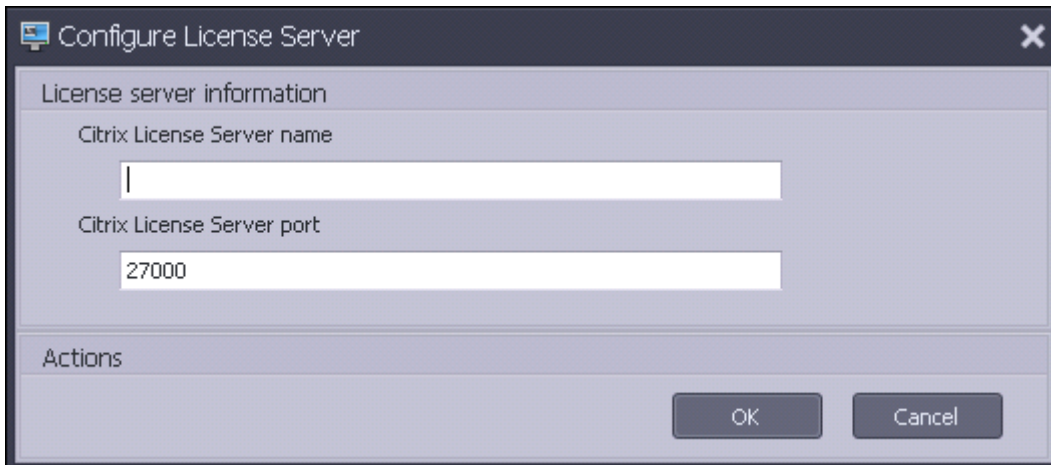 Configure License Server
License server information
Citrix License Server name
Citrix License Server port
27000
Actions
OK
Cancel